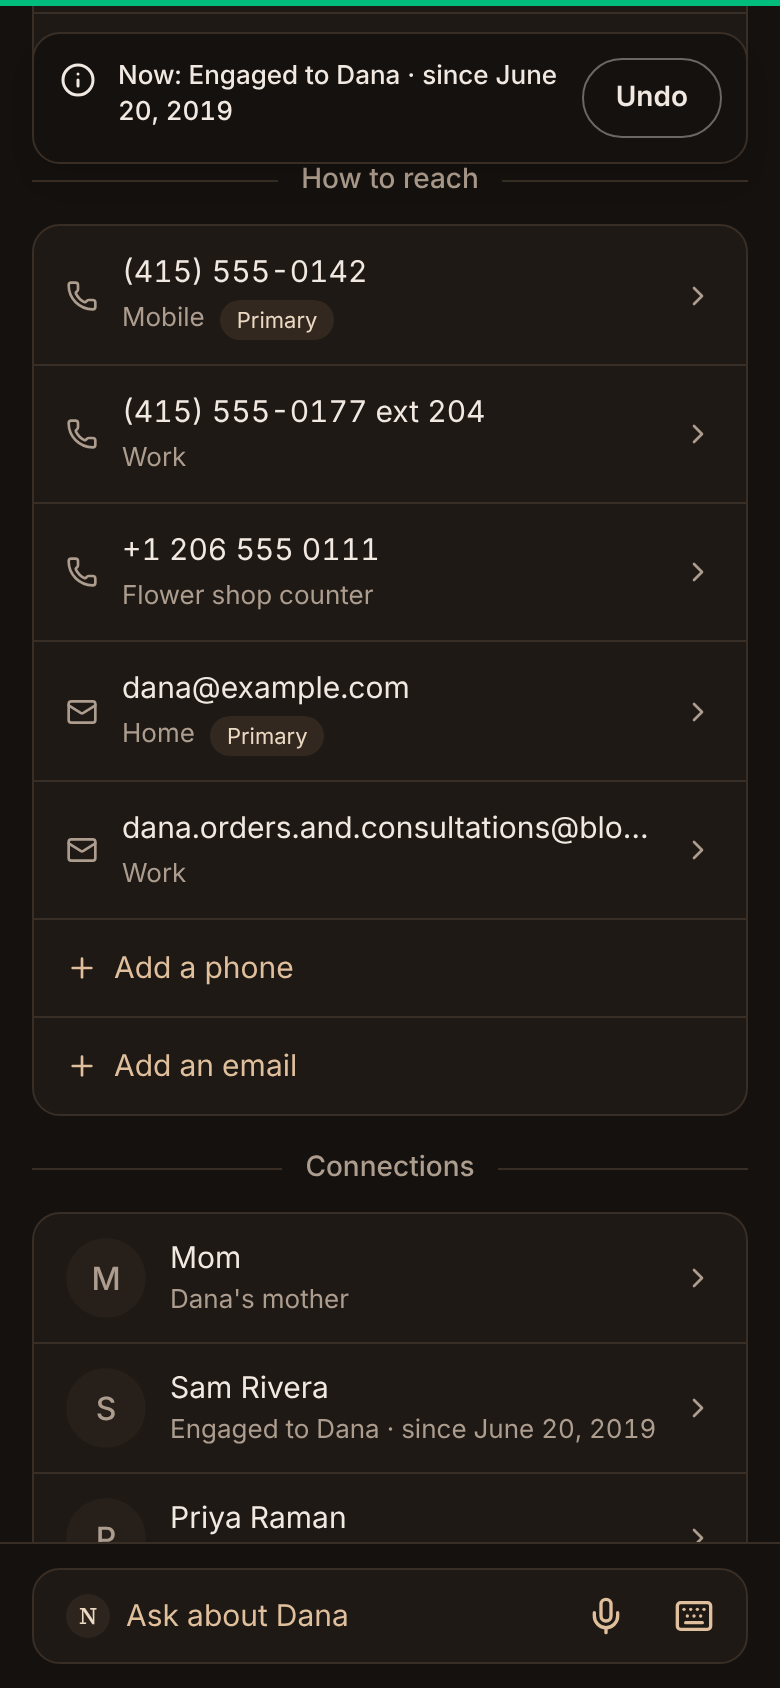 Now: Engaged to Dana · since June
20, 2019
Undo
How to reach
(415) 555-0142
Mobile Primary
(415) 555-0177 ext 204
Work
+1 206 555 0111
Flower shop counter
dana@example.com
Home Primary
dana.orders.and.consultations@blo...
Work
Add a phone
Add an email
Connections
M
Mom
Dana's mother
S
Sam Rivera
Engaged to Dana · since June 20, 2019
P
Priya Raman
N Ask about Dana